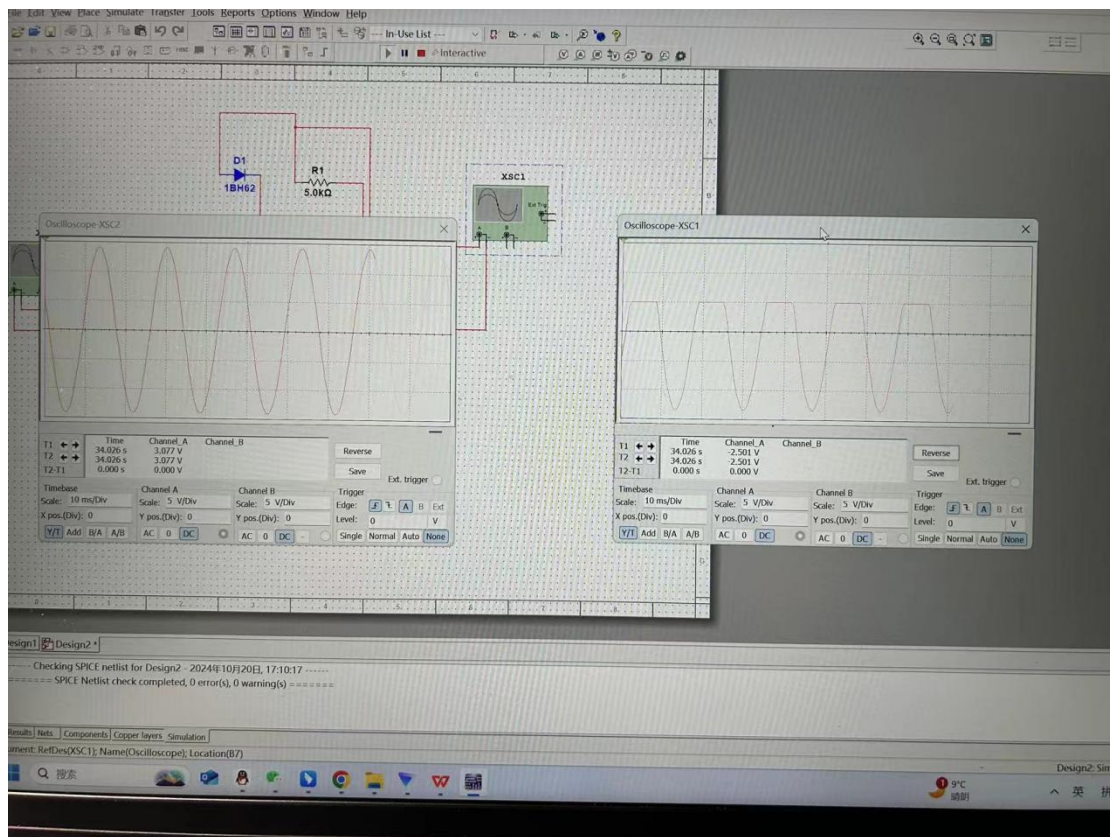 File Edit View Place Simulate Transfer Tools Reports Options Window Help
--- In-Use List ---
Interactive
D1
1BH62
R1
5.0kΩ
XSC1
Ext Trig
A
B
Oscilloscope-XSC2
Time Channel_A Channel_B
T1 34.026 s 3.077 V
T2 34.026 s 3.077 V
T2-T1 0.000 s 0.000 V
Reverse
Save
Ext. trigger
Timebase
Scale: 10 ms/Div
X pos.(Div): 0
Y/T Add B/A A/B
Channel A
Scale: 5 V/Div
Y pos.(Div): 0
AC 0 DC
Channel B
Scale: 5 V/Div
Y pos.(Div): 0
AC 0 DC -
Trigger
Edge: A B Ext
Level: 0 V
Single Normal Auto None
Oscilloscope-XSC1
Time Channel_A Channel_B
T1 34.026 s -2.501 V
T2 34.026 s -2.501 V
T2-T1 0.000 s 0.000 V
Reverse
Save
Ext. trigger
Timebase
Scale: 10 ms/Div
X pos.(Div): 0
Y/T Add B/A A/B
Channel A
Scale: 5 V/Div
Y pos.(Div): 0
AC 0 DC
Channel B
Scale: 5 V/Div
Y pos.(Div): 0
AC 0 DC -
Trigger
Edge: A B Ext
Level: 0 V
Single Normal Auto None
Design1 Design2 *
------ Checking SPICE netlist for Design2 - 2024年10月20日, 17:10:17 ------
======= SPICE Netlist check completed, 0 error(s), 0 warning(s) =======
Results Nets Components Copper layers Simulation
ument: RefDes(XSC1); Name(Oscilloscope); Location(B7)
Design2: Sim
搜索
1
9°C
晴朗
英 拼